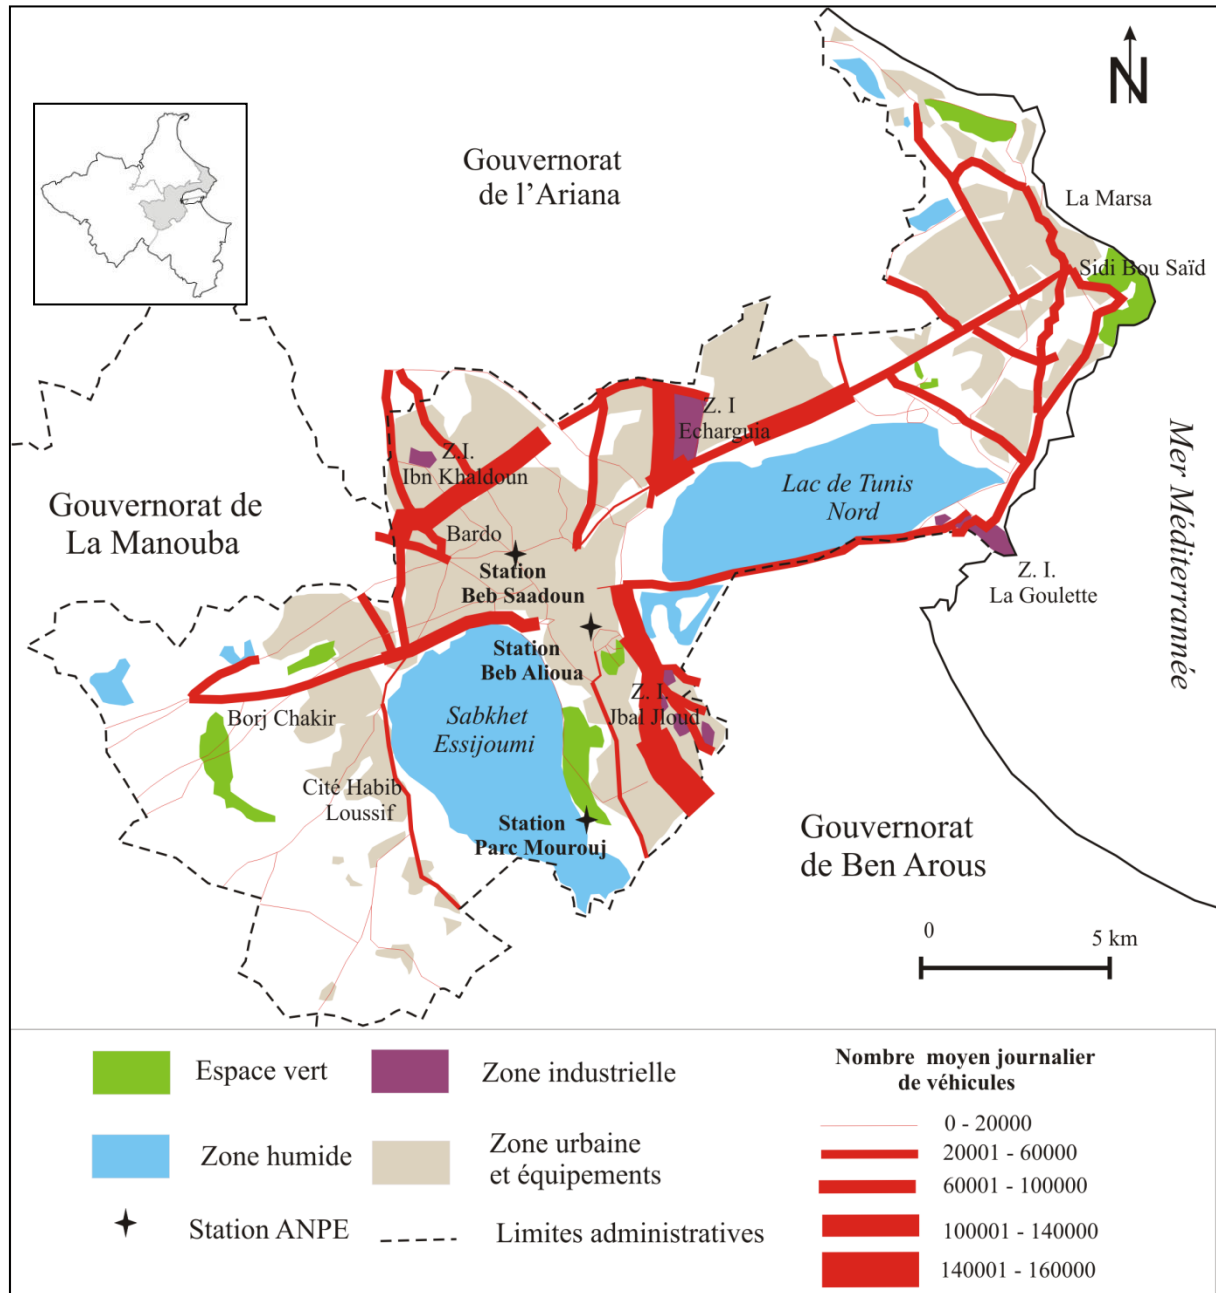 N
Gouvernorat
de l'Ariana
La Marsa
Sidi Bou Saïd
Z. I
Echarguia
Z.I.
Ibn Khaldoun
Mer Méditerrannée
Lac de Tunis
Nord
Gouvernorat de
La Manouba
Bardo
Station
Beb Saadoun
Z. I.
La Goulette
Station
Beb Alioua
Z. I.
Jbal Jloud
Borj Chakir
Sabkhet
Essijoumi
Cité Habib
Loussif
Station
Parc Mourouj
Gouvernorat
de Ben Arous
0
5 km
Espace vert
Zone industrielle
Zone humide
Zone urbaine
et équipements
Station ANPE
Limites administratives
Nombre moyen journalier
de véhicules
0 - 20000
20001 - 60000
60001 - 100000
100001 - 140000
140001 - 160000